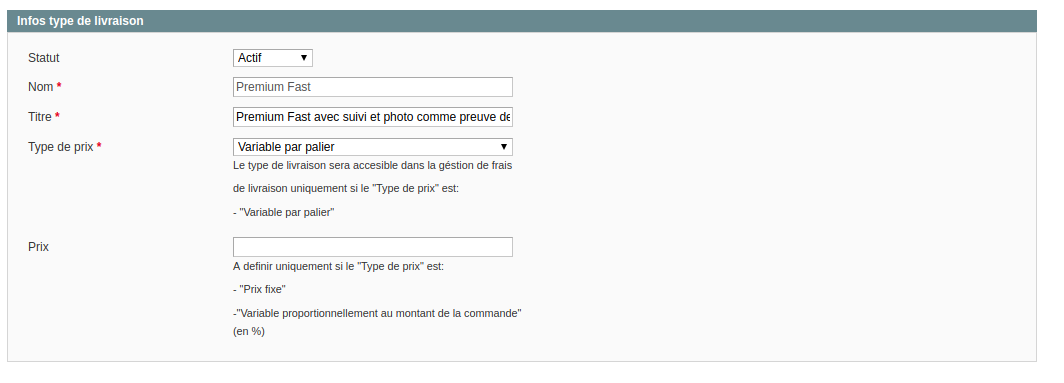 Infos type de livraison
Statut Actif
Nom * Premium Fast
Titre * Premium Fast avec suivi et photo comme preuve de
Type de prix * Variable par palier
Le type de livraison sera accesible dans la géstion de frais
de livraison uniquement si le "Type de prix" est:
- "Variable par palier"
Prix
A definir uniquement si le "Type de prix" est:
- "Prix fixe"
-"Variable proportionnellement au montant de la commande"
(en %)